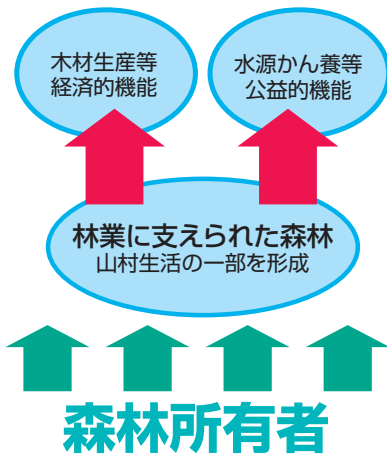 木材生産等
経済的機能
水源かん養等
公益的機能
林業に支えられた森林
山村生活の一部を形成
森林所有者